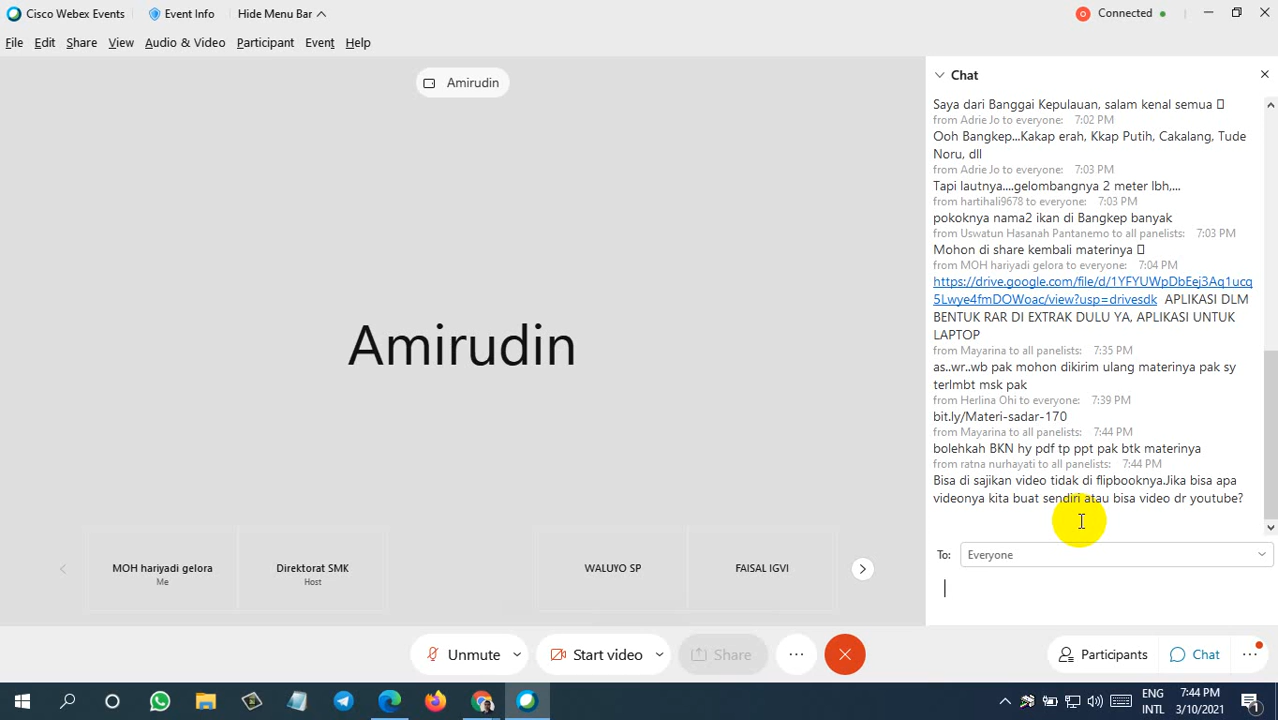 Cisco Webex Events
Event Info
Hide Menu Bar
Connected
File Edit Share View Audio & Video Participant Event Help
Amirudin
Amirudin
MOH hariyadi gelora
Me
Direktorat SMK
Host
WALUYO SP
FAISAL IGVI
Chat
Saya dari Banggai Kepulauan, salam kenal semua
from Adrie Jo to everyone: 7:02 PM
Ooh Bangkep...Kakap erah, Kkap Putih, Cakalang, Tude
Noru, dll
from Adrie Jo to everyone: 7:03 PM
Tapi lautnya....gelombangnya 2 meter lbh,...
from hartihali9678 to everyone: 7:03 PM
pokoknya nama2 ikan di Bangkep banyak
from Uswatun Hasanah Pantanemo to all panelists: 7:03 PM
Mohon di share kembali materinya
from MOH hariyadi gelora to everyone: 7:04 PM
https://drive.google.com/file/d/1YFYUWpDbEej3Aq1ucq
5Lwye4fmDOWoac/view?usp=drivesdk APLIKASI DLM
BENTUK RAR DI EXTRAK DULU YA, APLIKASI UNTUK
LAPTOP
from Mayarina to all panelists: 7:35 PM
as..wr..wb pak mohon dikirim ulang materinya pak sy
terlmbt msk pak
from Herlina Ohi to everyone: 7:39 PM
bit.ly/Materi-sadar-170
from Mayarina to all panelists: 7:44 PM
bolehkah BKN hy pdf tp ppt pak btk materinya
from ratna nurhayati to all panelists: 7:44 PM
Bisa di sajikan video tidak di flipbooknya.Jika bisa apa
videonya kita buat sendiri atau bisa video dr youtube?
To: Everyone
Unmute
Start video
Share
Participants
Chat
ENG
INTL
7:44 PM
3/10/2021
1